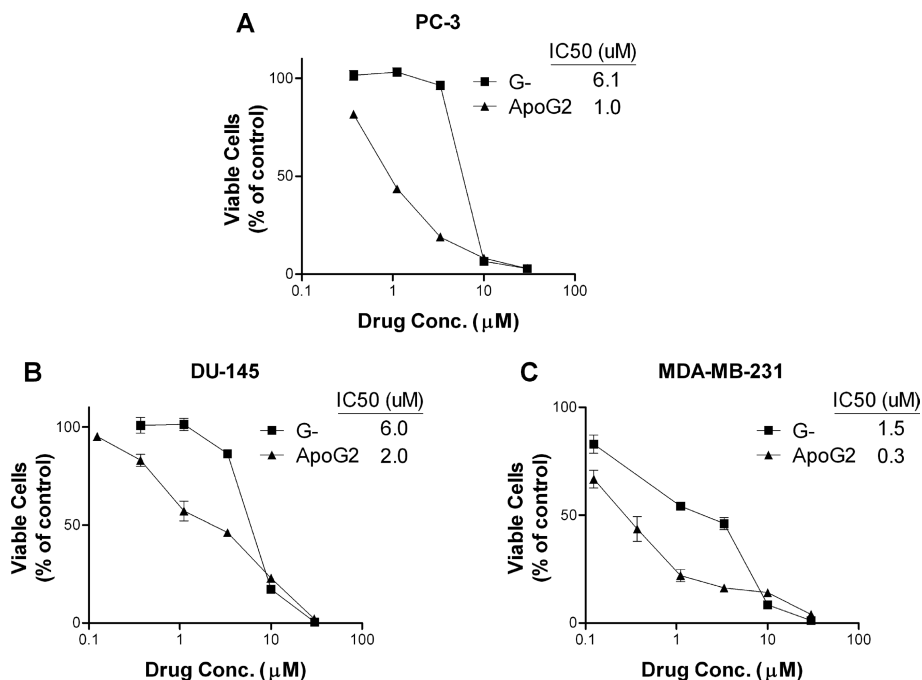 A
PC-3
IC50 (uM)
G- 6.1
ApoG2 1.0
100
50
0
0.1 1 10 100
Viable Cells
(% of control)
Drug Conc. (μM)
B
DU-145
IC50 (uM)
G- 6.0
ApoG2 2.0
100
50
0
0.1 1 10 100
Viable Cells
(% of control)
Drug Conc. (μM)
C
MDA-MB-231
IC50 (uM)
G- 1.5
ApoG2 0.3
100
50
0
0.1 1 10 100
Viable Cells
(% of control)
Drug Conc. (μM)